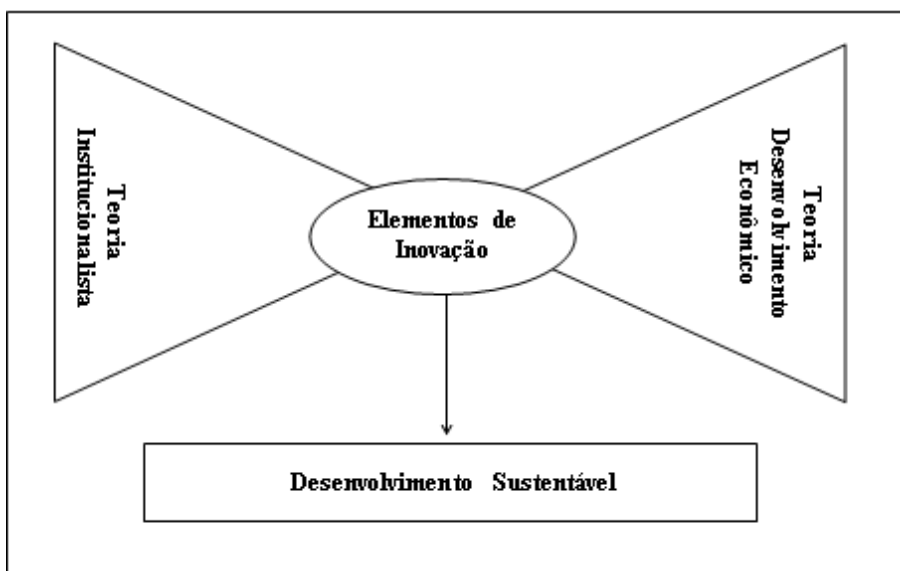 Teoria
Institucionalista
Elementos de
Inovação
Teoria
Desenvolvimento
Econômico
Desenvolvimento Sustentável